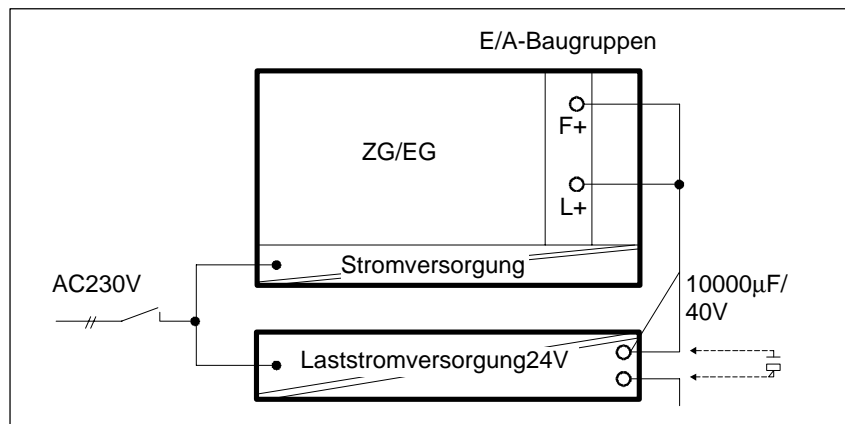 E/A-Baugruppen
F+
ZG/EG
L+
Stromversorgung
AC230V
10000μF/
40V
Laststromversorgung24V